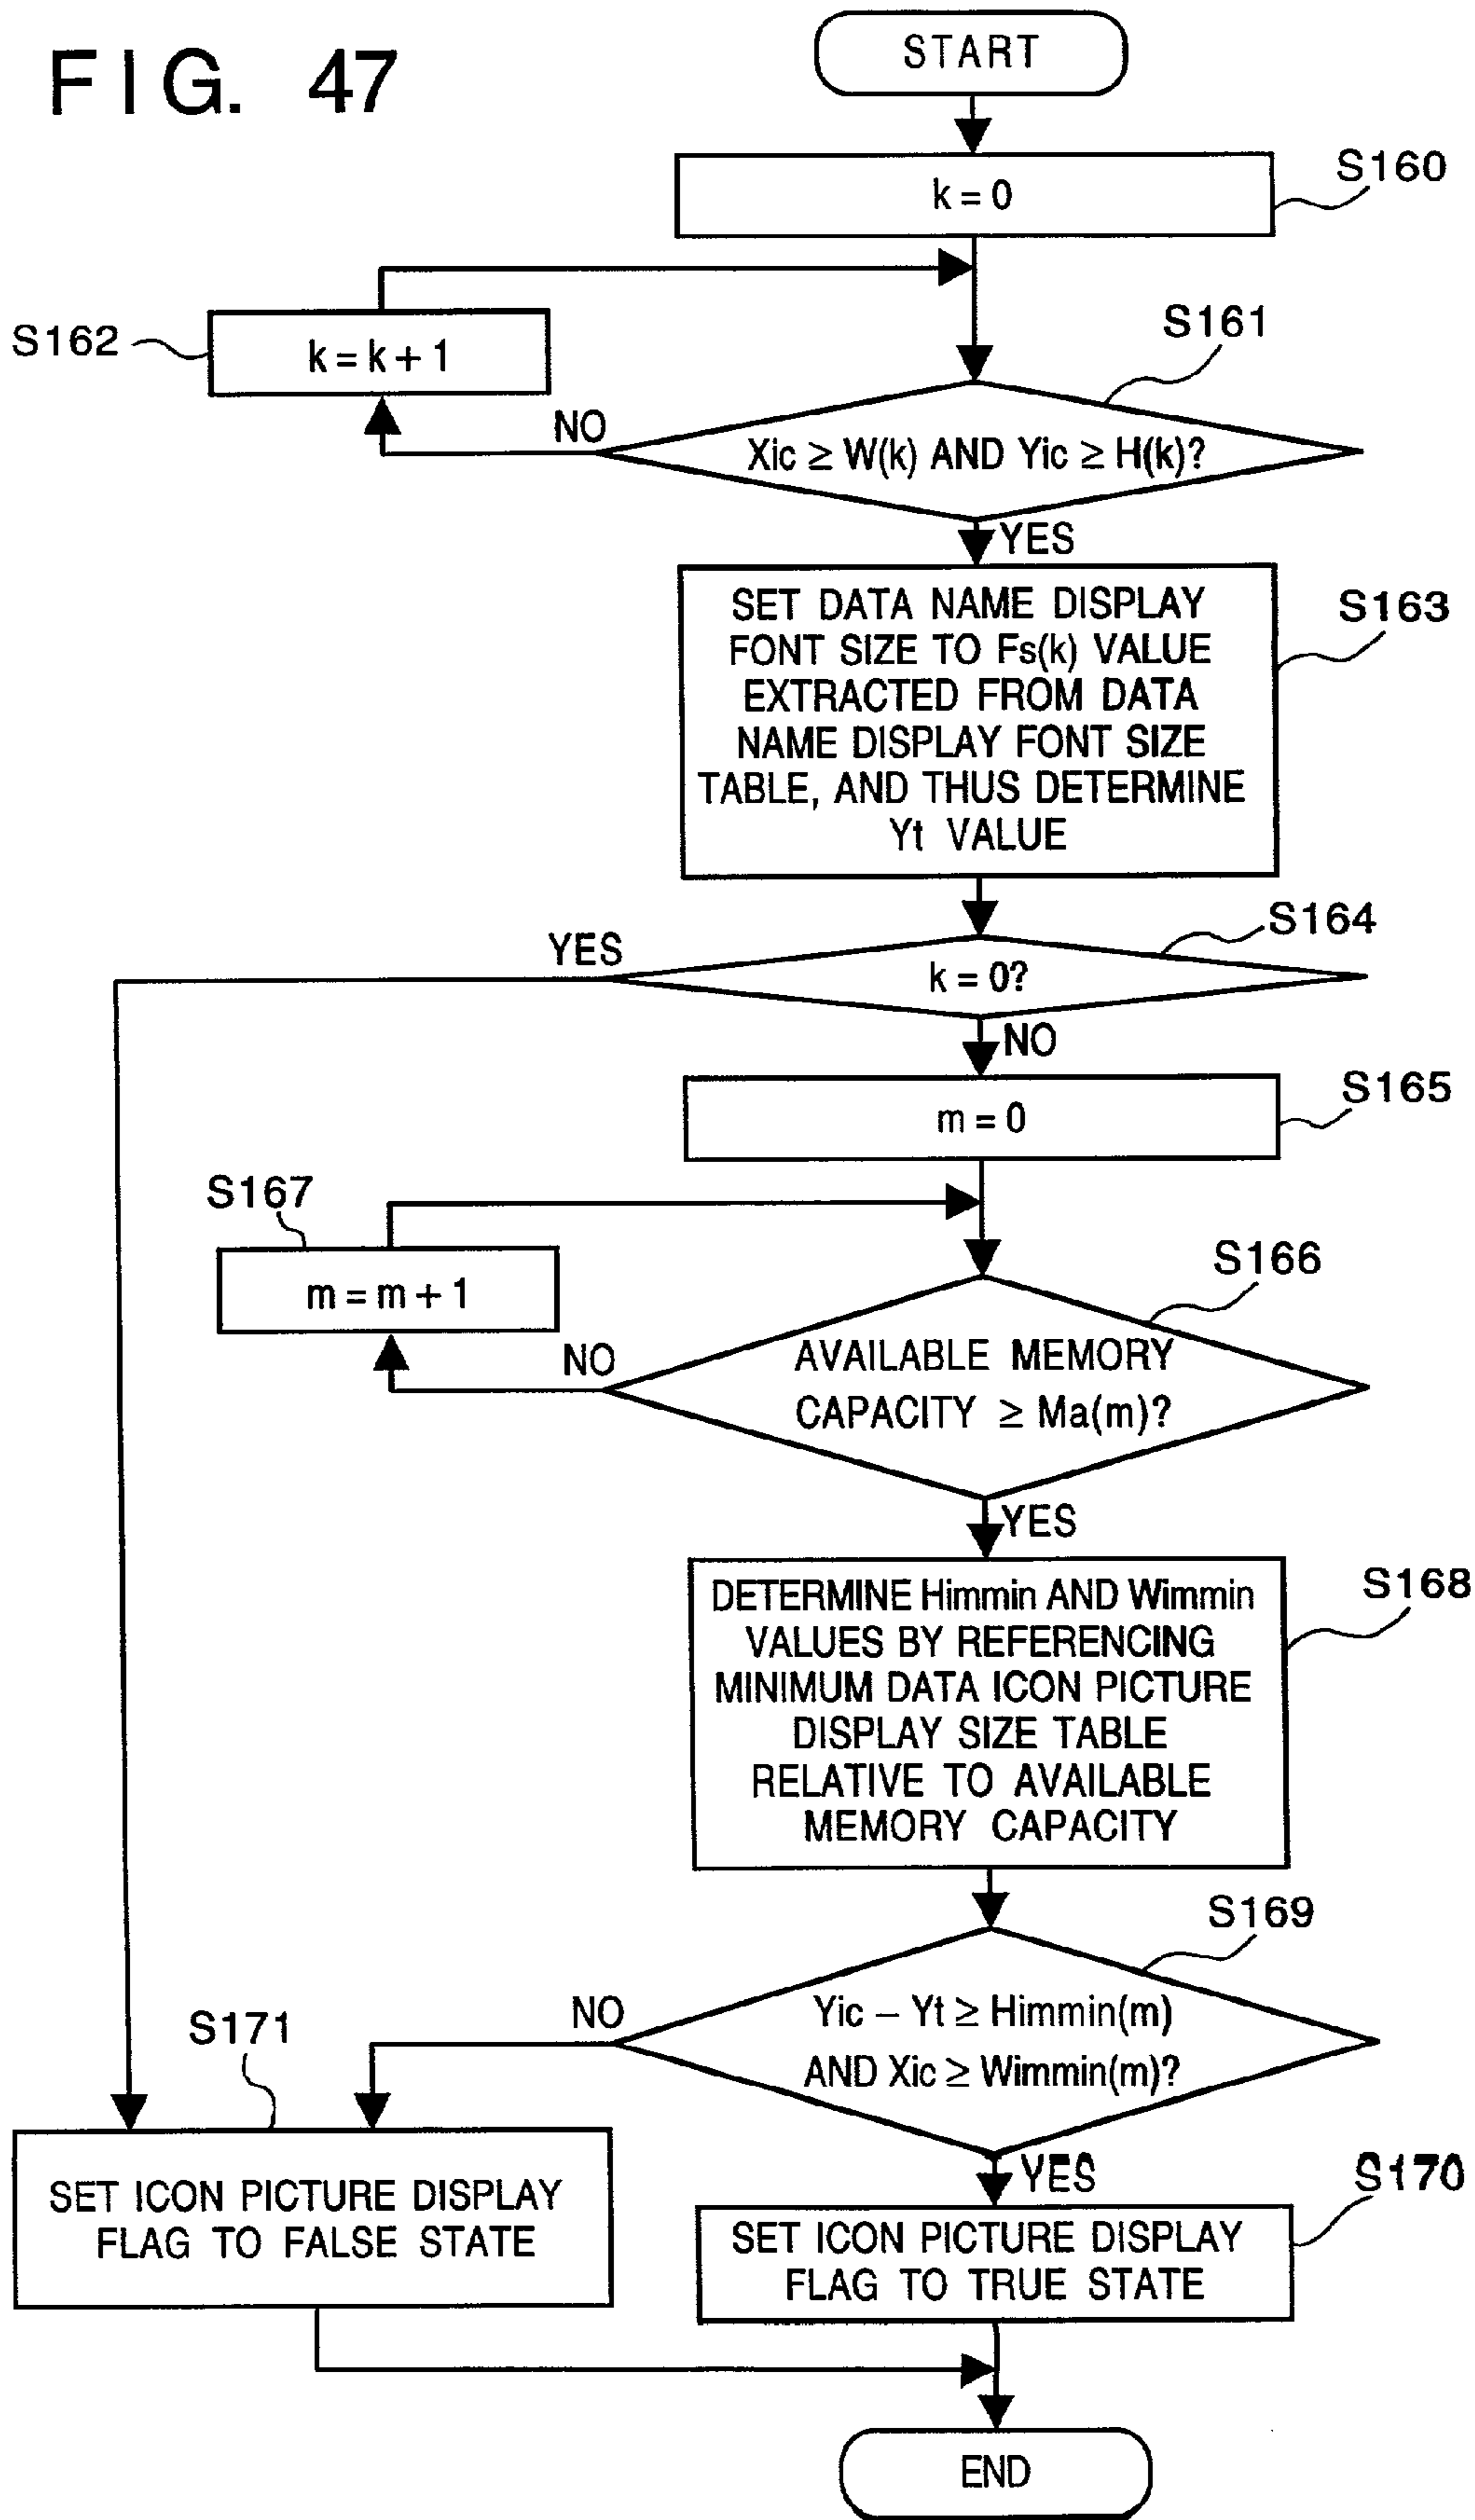 FIG. 47
START
k = 0
S160
S162
k = k + 1
S161
NO
Xic ≥ W(k) AND Yic ≥ H(k)?
YES
SET DATA NAME DISPLAY
FONT SIZE TO Fs(k) VALUE
EXTRACTED FROM DATA
NAME DISPLAY FONT SIZE
TABLE, AND THUS DETERMINE
Yt VALUE
S163
S164
YES
k = 0?
NO
m = 0
S165
S167
m = m + 1
S166
NO
AVAILABLE MEMORY
CAPACITY ≥ Ma(m)?
YES
DETERMINE Himmin AND Wimmin
VALUES BY REFERENCING
MINIMUM DATA ICON PICTURE
DISPLAY SIZE TABLE
RELATIVE TO AVAILABLE
MEMORY CAPACITY
S168
S169
NO
Yic – Yt ≥ Himmin(m)
AND Xic ≥ Wimmin(m)?
S171
YES
S170
SET ICON PICTURE DISPLAY
FLAG TO FALSE STATE
SET ICON PICTURE DISPLAY
FLAG TO TRUE STATE
END